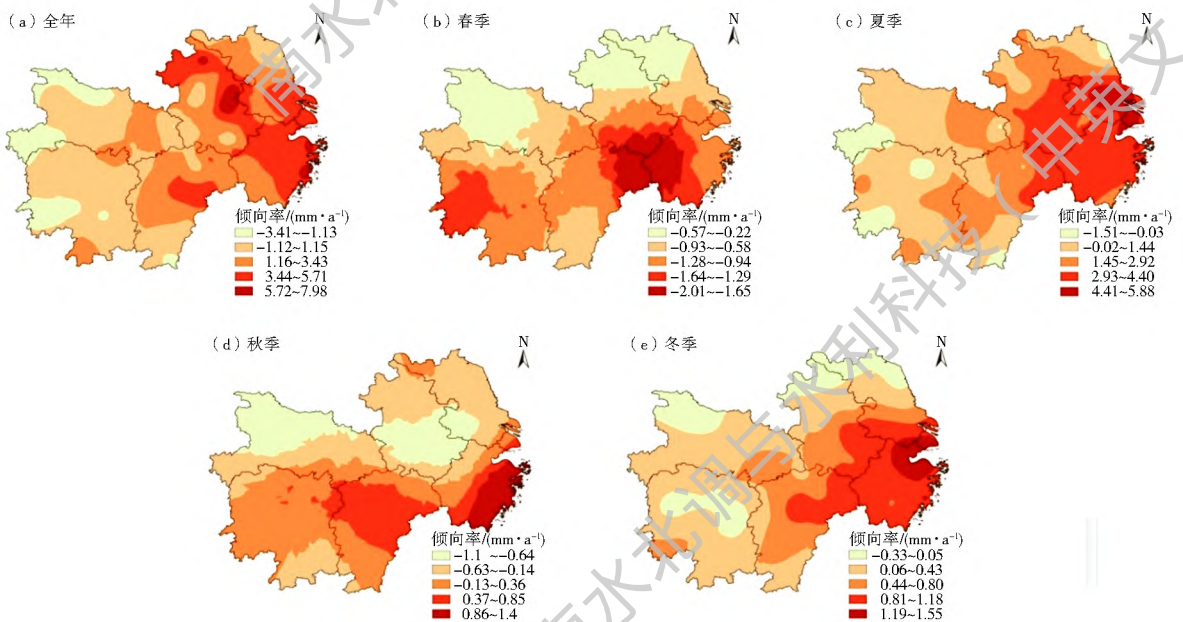 （a）全年
N
倾向率/(mm·a⁻¹)
-3.41~-1.13
-1.12~1.15
1.16~3.43
3.44~5.71
5.72~7.98
（b）春季
N
倾向率/(mm·a⁻¹)
-0.57~-0.22
-0.93~-0.58
-1.28~-0.94
-1.64~-1.29
-2.01~-1.65
（c）夏季
N
倾向率/(mm·a⁻¹)
-1.51~-0.03
-0.02~1.44
1.45~2.92
2.93~4.40
4.41~5.88
（d）秋季
N
倾向率/(mm·a⁻¹)
-1.1 ~-0.64
-0.63~-0.14
-0.13~0.36
0.37~0.85
0.86~1.4
（e）冬季
N
倾向率/(mm·a⁻¹)
-0.33~0.05
0.06~0.43
0.44~0.80
0.81~1.18
1.19~1.55
南水
南水北调与水利科技（中英文